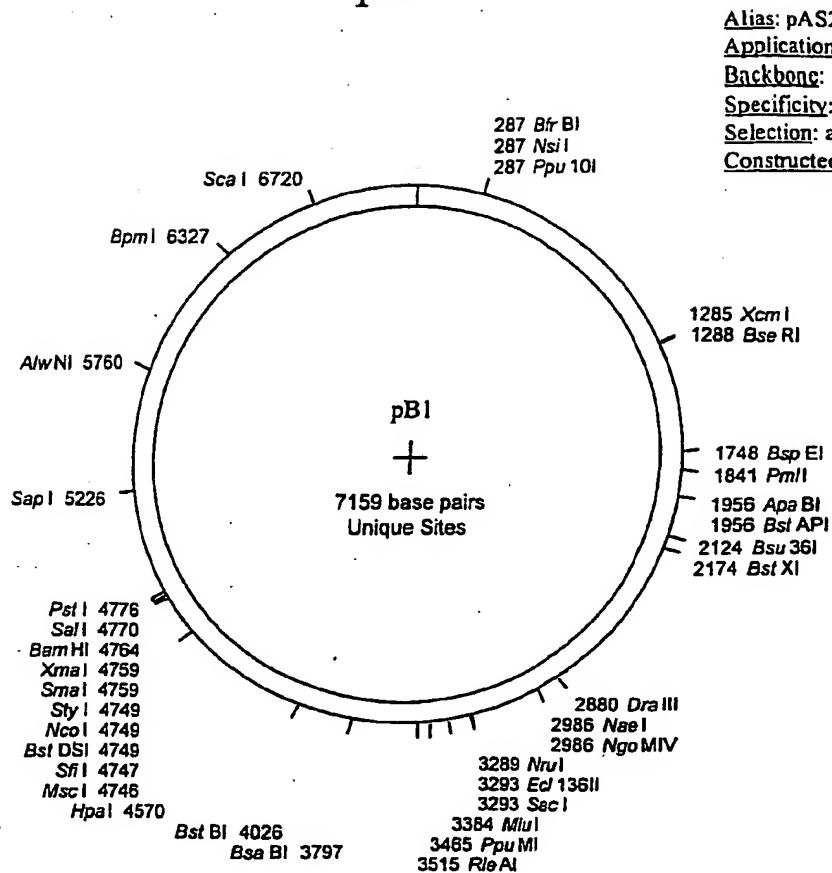 Alias: pAS2
Application
Backbone:
Specificity:
Selection: a
Constructed
287 Bfr BI
287 Nsi I
287 Ppu 10I
Sca I 6720
Bpm I 6327
1285 Xcm I
1288 Bse RI
AlwNI 5760
pB1
7159 base pairs
Unique Sites
1748 Bsp EI
1841 PmlI
1956 Apa BI
1956 Bst API
2124 Bsu 36I
2174 Bst XI
Sap I 5226
Pst I 4776
Sal I 4770
Bam HI 4764
Xma I 4759
Sma I 4759
Sty I 4749
Nco I 4749
Bst DSI 4749
Sfi I 4747
Msc I 4746
Hpa I 4570
Bst BI 4026
Bsa BI 3797
2880 Dra III
2986 Nae I
2986 Ngo MIV
3289 Nru I
3293 Ecl 136II
3293 Sac I
3384 Mlu I
3465 Ppu MI
3515 Rle AI